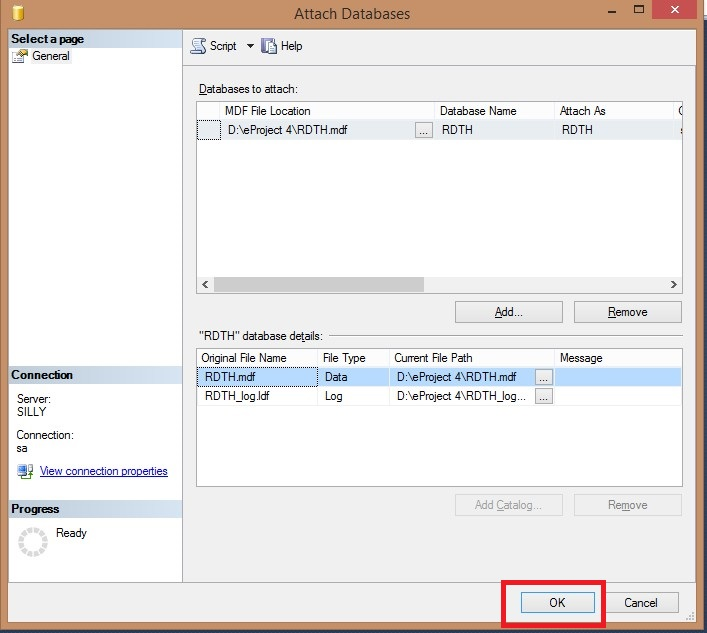 Attach Databases
Select a page
General
Script Help
Databases to attach:
MDF File Location Database Name Attach As
D:\eProject 4\RDTH.mdf ... RDTH RDTH
Add... Remove
"RDTH" database details:
Original File Name File Type Current File Path Message
RDTH.mdf Data D:\eProject 4\RDTH.mdf ...
RDTH_log.ldf Log D:\eProject 4\RDTH_log... ...
Add Catalog... Remove
Connection
Server:
SILLY
Connection:
sa
View connection properties
Progress
Ready
OK Cancel